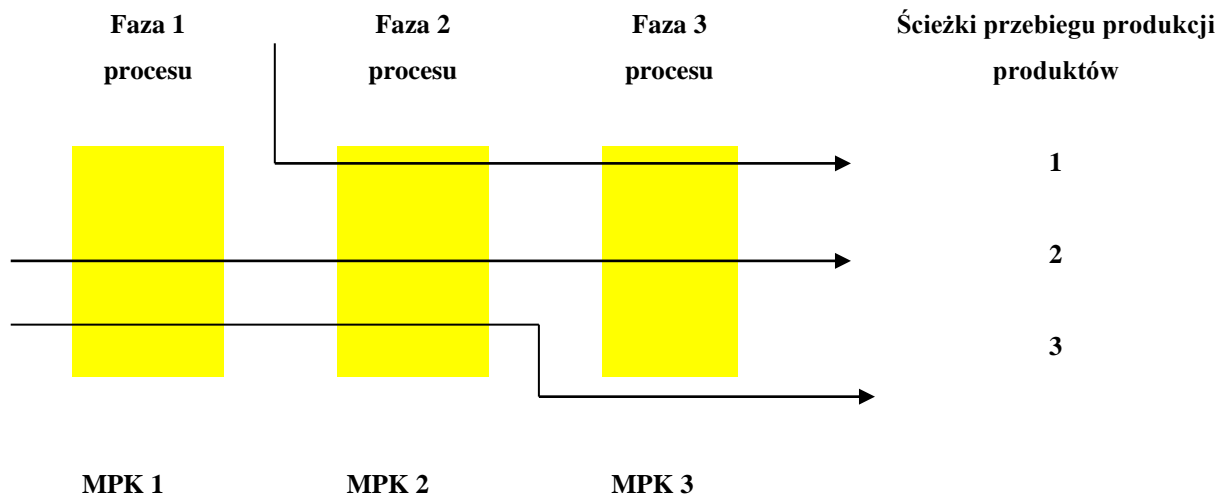 Faza 1
procesu
Faza 2
procesu
Faza 3
procesu
Ścieżki przebiegu produkcji
produktów
1
2
3
MPK 1
MPK 2
MPK 3